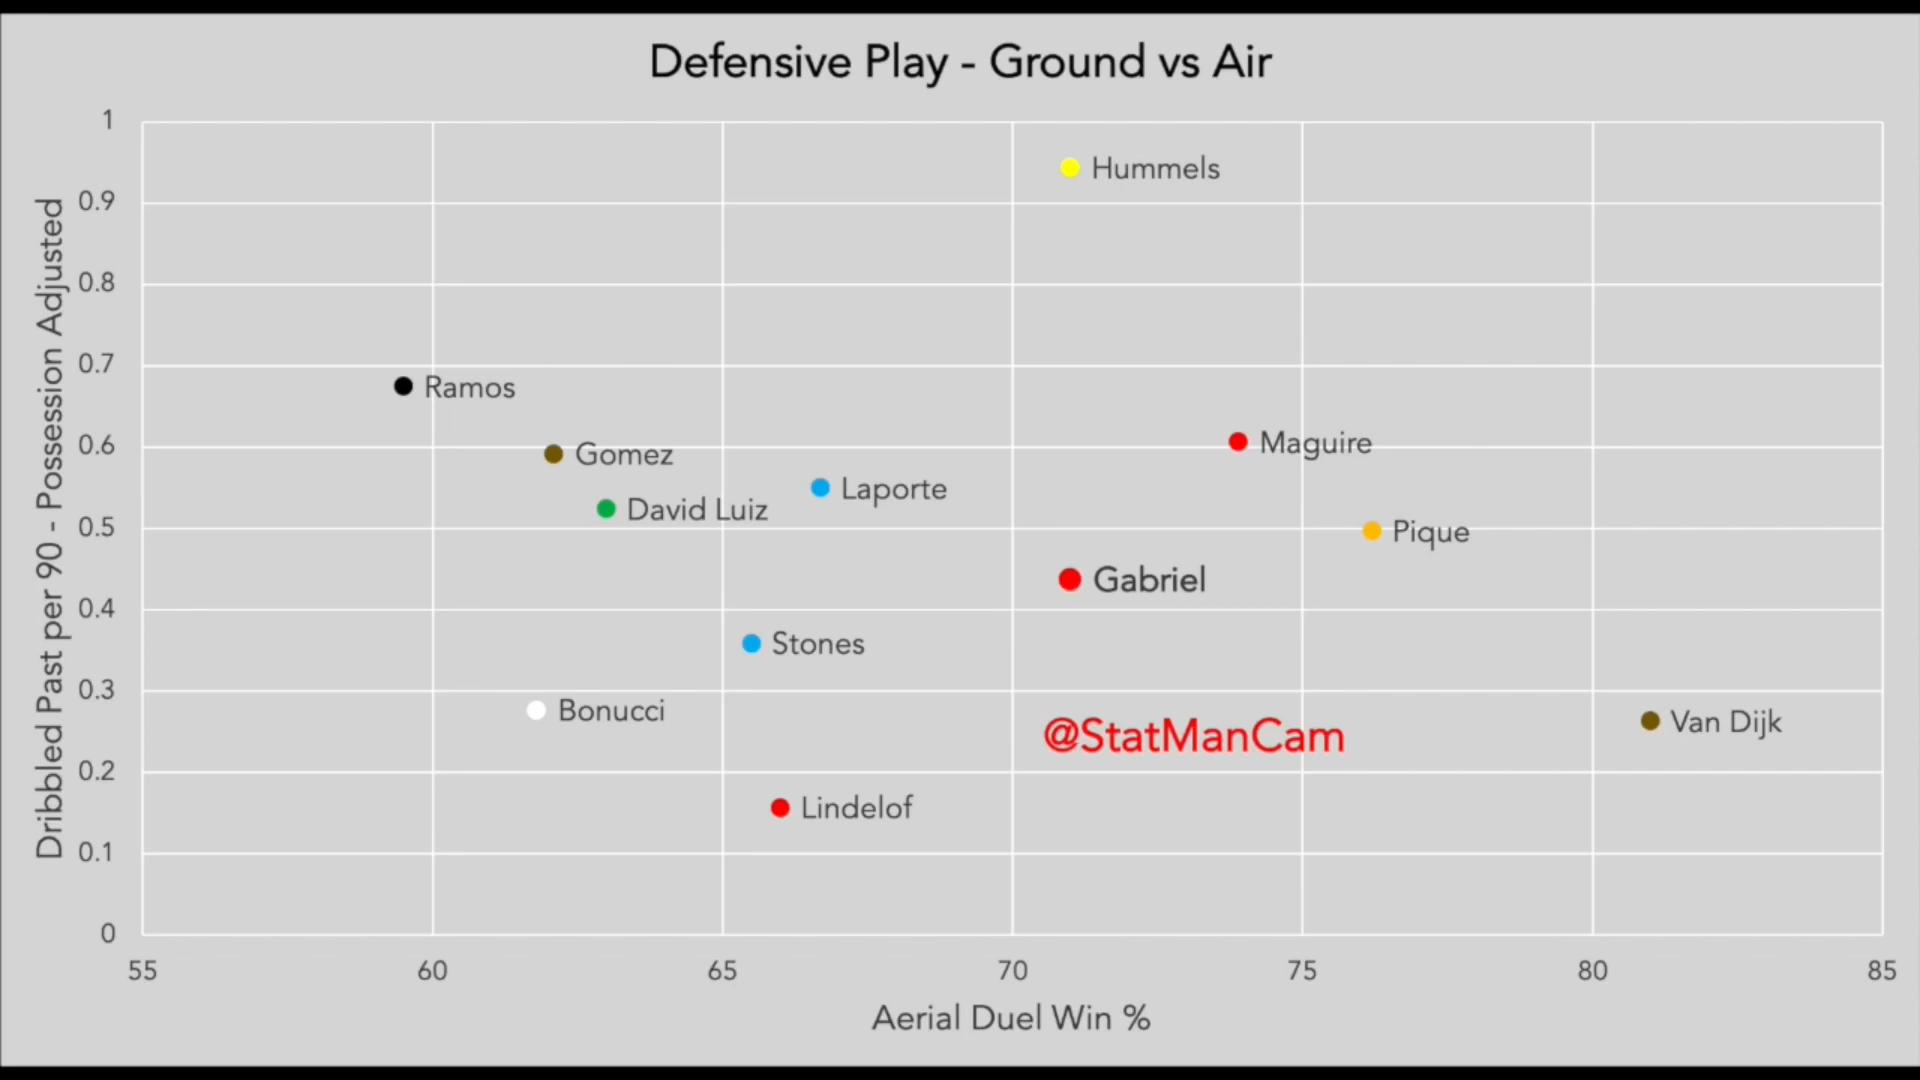 Defensive Play - Ground vs Air
Dribbled Past per 90 - Possession Adjusted
1
0.9
0.8
0.7
0.6
0.5
0.4
0.3
0.2
0.1
0
Hummels
Ramos
Maguire
Gomez
Laporte
David Luiz
Pique
Gabriel
Stones
Bonucci
@StatManCam
Van Dijk
Lindelof
55 60 65 70 75 80 85
Aerial Duel Win %